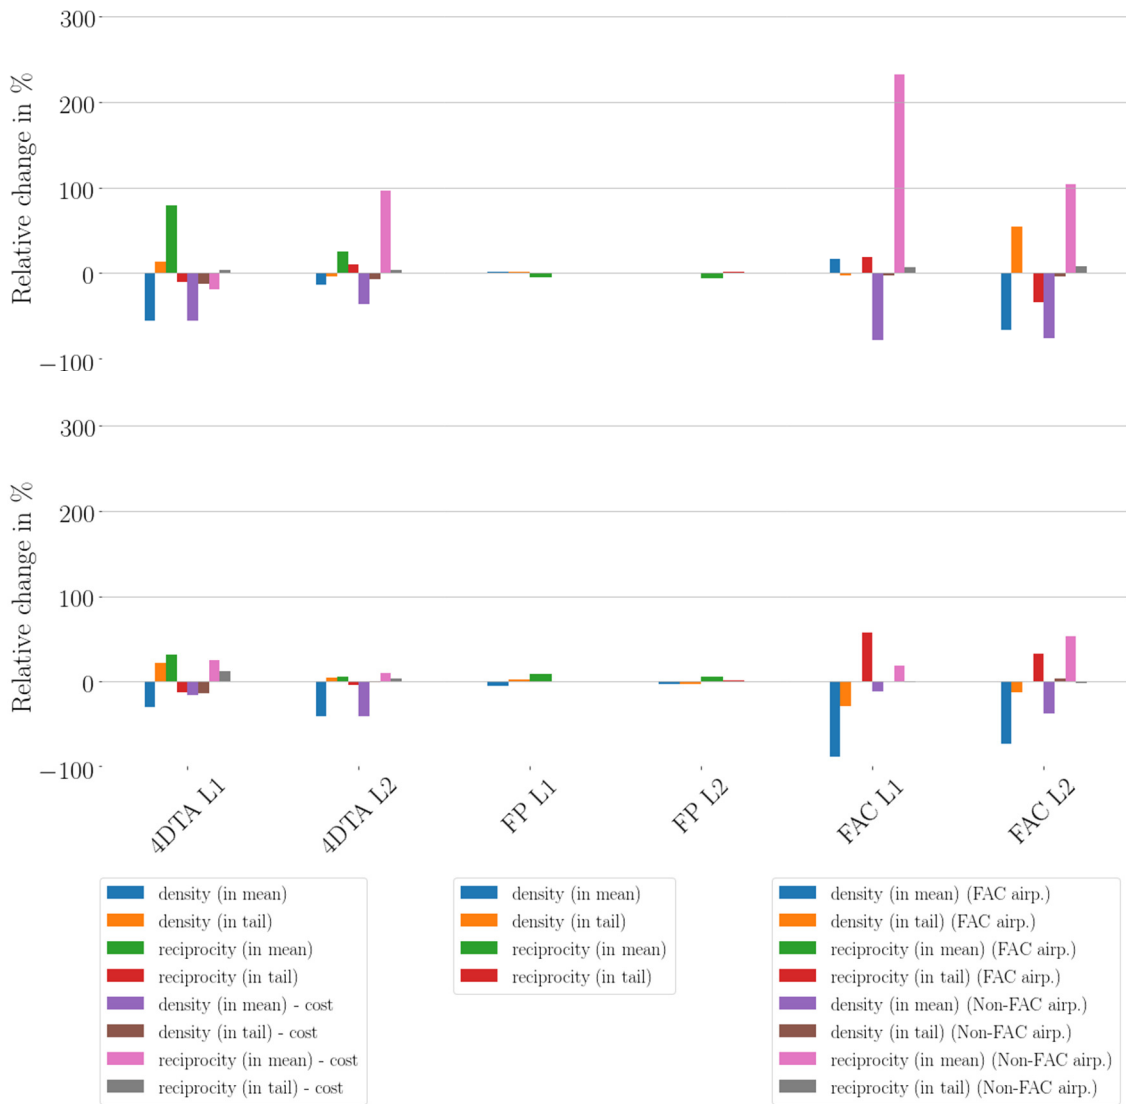 Relative change in %
300
200
100
0
−100
Relative change in %
300
200
100
0
−100
4DTA L1
4DTA L2
FP L1
FP L2
FAC L1
FAC L2
density (in mean)
density (in tail)
reciprocity (in mean)
reciprocity (in tail)
density (in mean) - cost
density (in tail) - cost
reciprocity (in mean) - cost
reciprocity (in tail) - cost
density (in mean)
density (in tail)
reciprocity (in mean)
reciprocity (in tail)
density (in mean) (FAC airp.)
density (in tail) (FAC airp.)
reciprocity (in mean) (FAC airp.)
reciprocity (in tail) (FAC airp.)
density (in mean) (Non-FAC airp.)
density (in tail) (Non-FAC airp.)
reciprocity (in mean) (Non-FAC airp.)
reciprocity (in tail) (Non-FAC airp.)